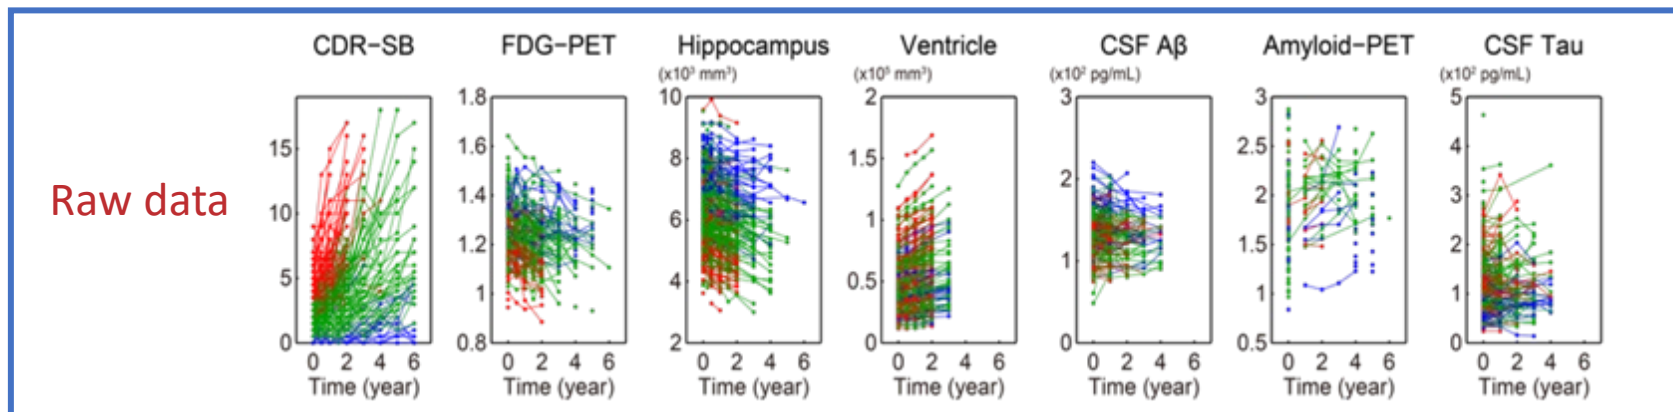 CDR−SB FDG−PET Hippocampus Ventricle CSF Aβ Amyloid−PET CSF Tau
(x10³ mm³) (x10⁵ mm³) (x10² pg/mL) (x10² pg/mL)
1.8 10 2 3 3 5
15 1.6 8 1.5 2.5 4
Raw data
10 1.4 6 1 2 2 3
5 1.2 4 0.5 1 1.5 2
1 1 1
0 0.8 2 0 0 0.5 0
0 2 4 6 0 2 4 6 0 2 4 6 0 2 4 6 0 2 4 6 0 2 4 6 0 2 4 6
Time (year) Time (year) Time (year) Time (year) Time (year) Time (year) Time (year)